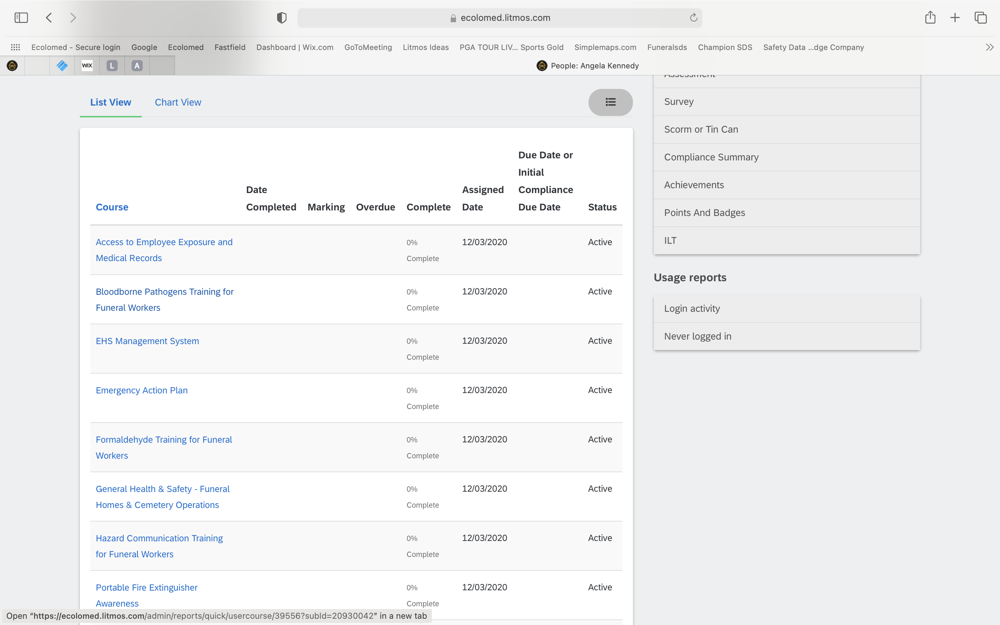 ecolomed.litmos.com
Ecolomed - Secure login Google Ecolomed Fastfield Dashboard | Wix.com GoToMeeting Litmos Ideas PGA TOUR LIV... Sports Gold Simplemaps.com Funeralsds Champion SDS Safety Data ...dge Company
WIX L A People: Angela Kennedy
List View Chart View
Course
Date
Completed
Marking
Overdue
Complete
Assigned
Date
Due Date or
Initial
Compliance
Due Date
Status
Access to Employee Exposure and 0% 12/03/2020 Active
Medical Records Complete
Bloodborne Pathogens Training for 0% 12/03/2020 Active
Funeral Workers Complete
EHS Management System 0% 12/03/2020 Active
Complete
Emergency Action Plan 0% 12/03/2020 Active
Complete
Formaldehyde Training for Funeral 0% 12/03/2020 Active
Workers Complete
General Health & Safety - Funeral 0% 12/03/2020 Active
Homes & Cemetery Operations Complete
Hazard Communication Training 0% 12/03/2020 Active
for Funeral Workers Complete
Portable Fire Extinguisher 0% 12/03/2020 Active
Awareness Complete
Assessment
Survey
Scorm or Tin Can
Compliance Summary
Achievements
Points And Badges
ILT
Usage reports
Login activity
Never logged in
Open “https://ecolomed.litmos.com/admin/reports/quick/usercourse/39556?subId=20930042” in a new tab